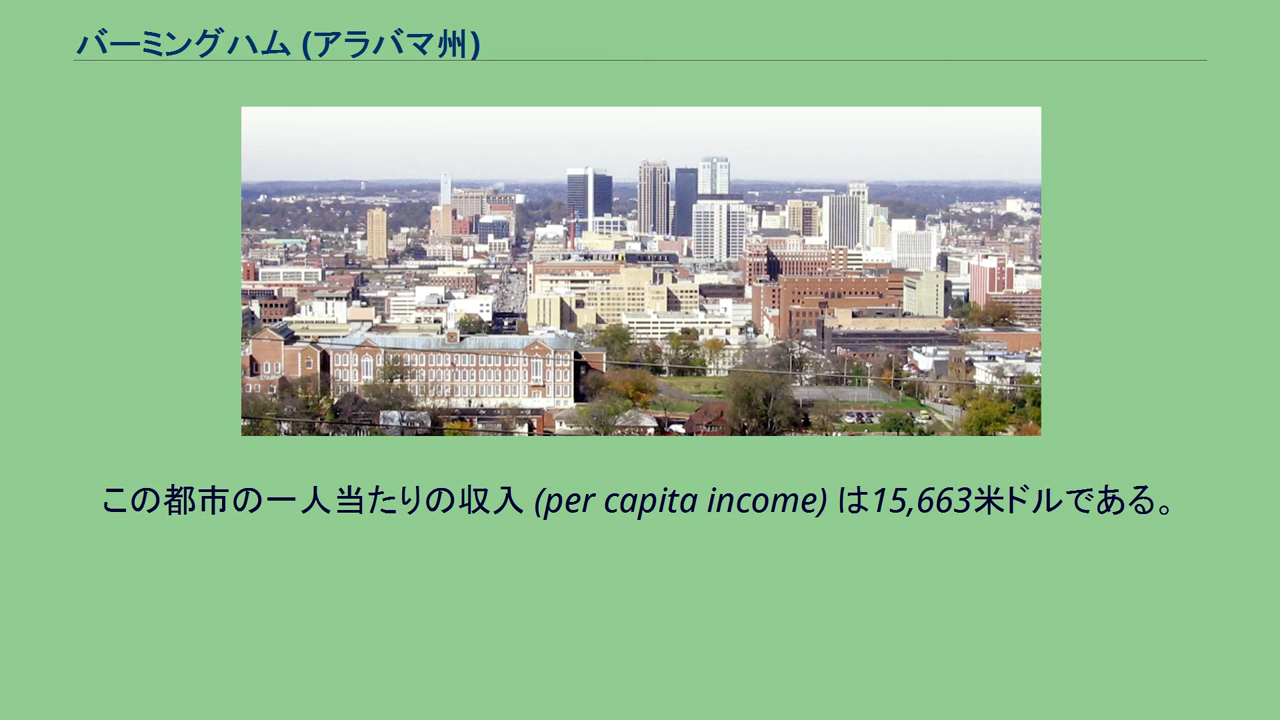 バーミングハム (アラバマ州)
この都市の一人当たりの収入 (per capita income) は15,663米ドルである。